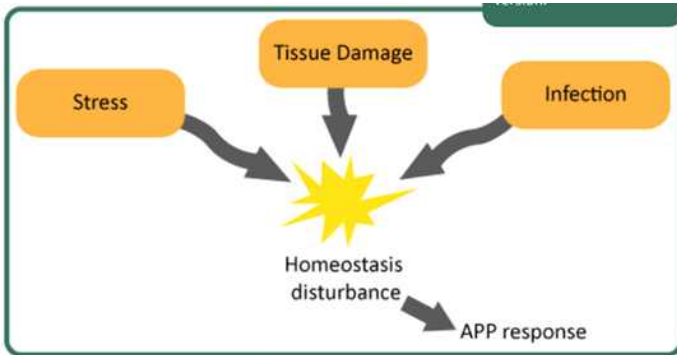 Tissue Damage
Stress
Infection
Homeostasis
disturbance
APP response